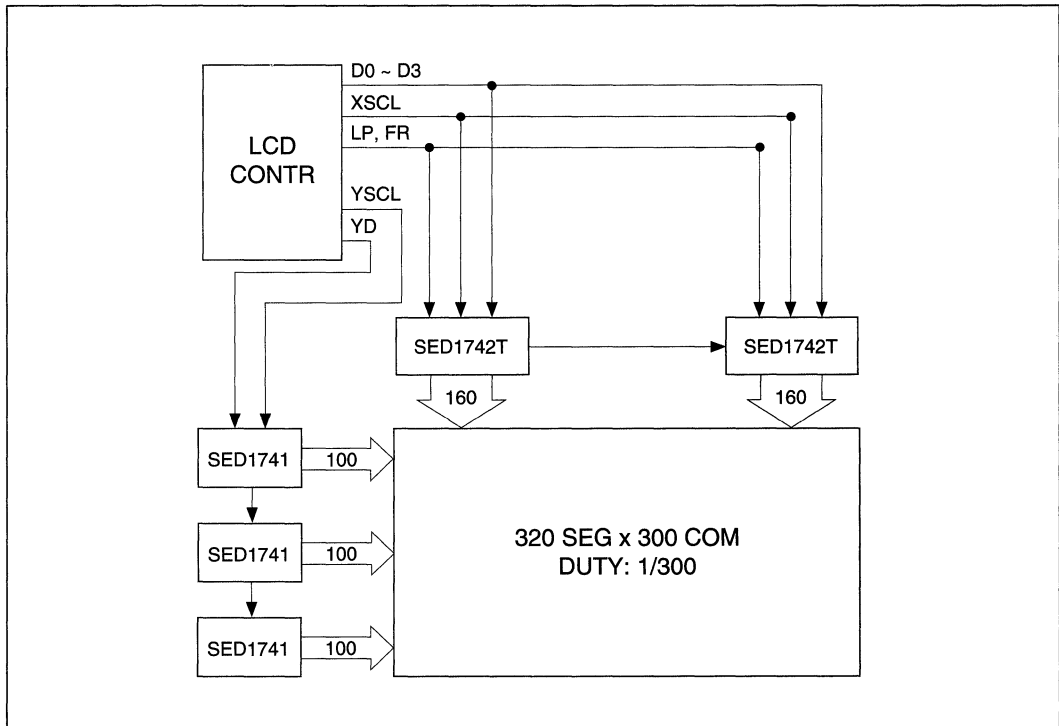 D0 ~ D3
XSCL
LP, FR
LCD
CONTR
YSCL
YD
SED1742T
SED1742T
160
160
SED1741
100
320 SEG x 300 COM
DUTY: 1/300
SED1741
100
SED1741
100